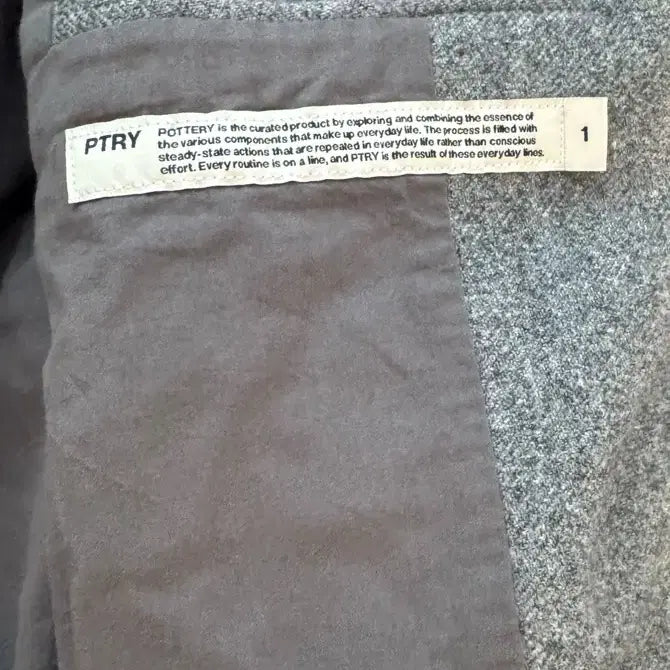 PTRY
POTTERY is the curated product by exploring and combining the essence of
the various components that make up everyday life. The process is filled with
steady-state actions that are repeated in everyday life rather than conscious
effort. Every routine is on a line, and PTRY is the result of these everyday lines.
1